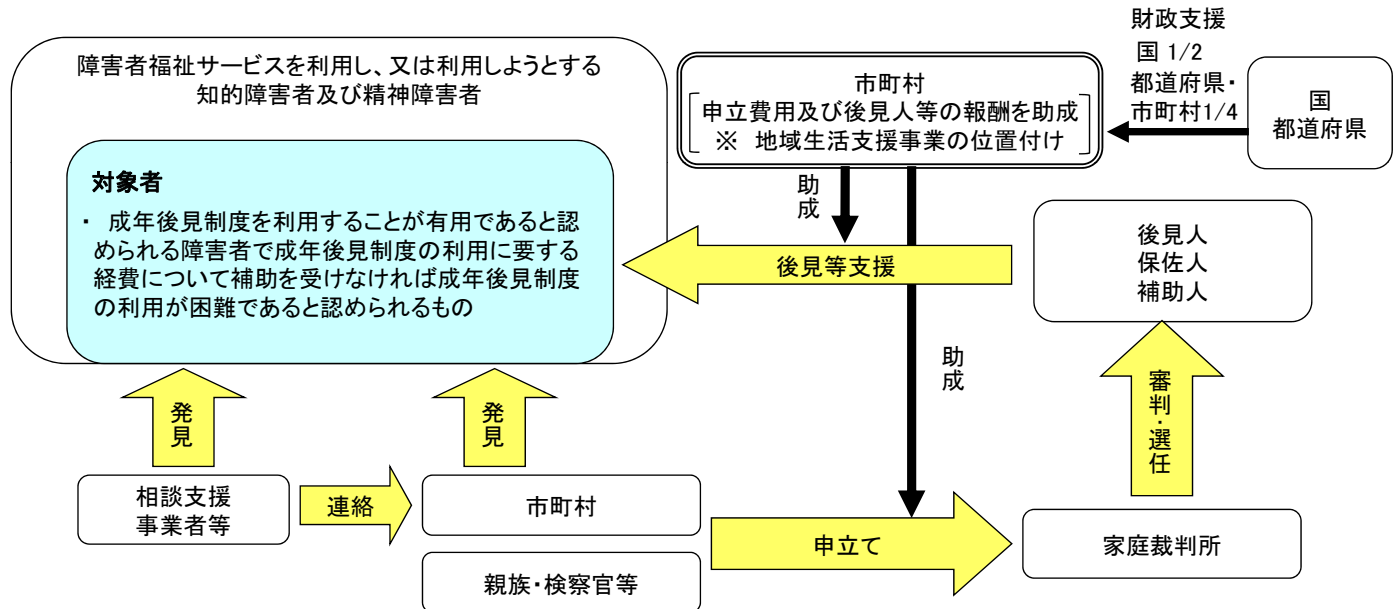 障害者福祉サービスを利用し、又は利用しようとする
知的障害者及び精神障害者
対象者
・ 成年後見制度を利用することが有用であると認
められる障害者で成年後見制度の利用に要する
経費について補助を受けなければ成年後見制度
の利用が困難であると認められるもの
市町村
申立費用及び後見人等の報酬を助成
※ 地域生活支援事業の位置付け
財政支援
国 1/2
都道府県・
市町村1/4
国
都道府県
助成
後見等支援
後見人
保佐人
補助人
助成
審判・選任
発見
発見
相談支援
事業者等
連絡
市町村
親族・検察官等
申立て
家庭裁判所